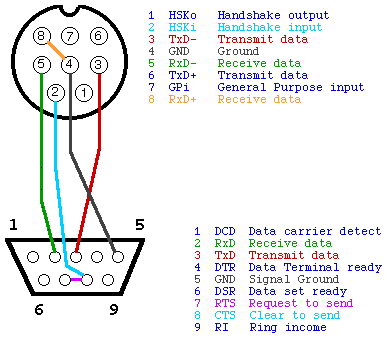 8 7 6
5 4 3
2 1
1 HSKo Handshake output
2 HSKi Handshake input
3 TxD- Transmit data
4 GND Ground
5 RxD- Receive data
6 TxD+ Transmit data
7 GPi General Purpose input
8 RxD+ Receive data
1 5
6 9
1 DCD Data carrier detect
2 RxD Receive data
3 TxD Transmit data
4 DTR Data Terminal ready
5 GND Signal Ground
6 DSR Data set ready
7 RTS Request to send
8 CTS Clear to send
9 RI Ring income